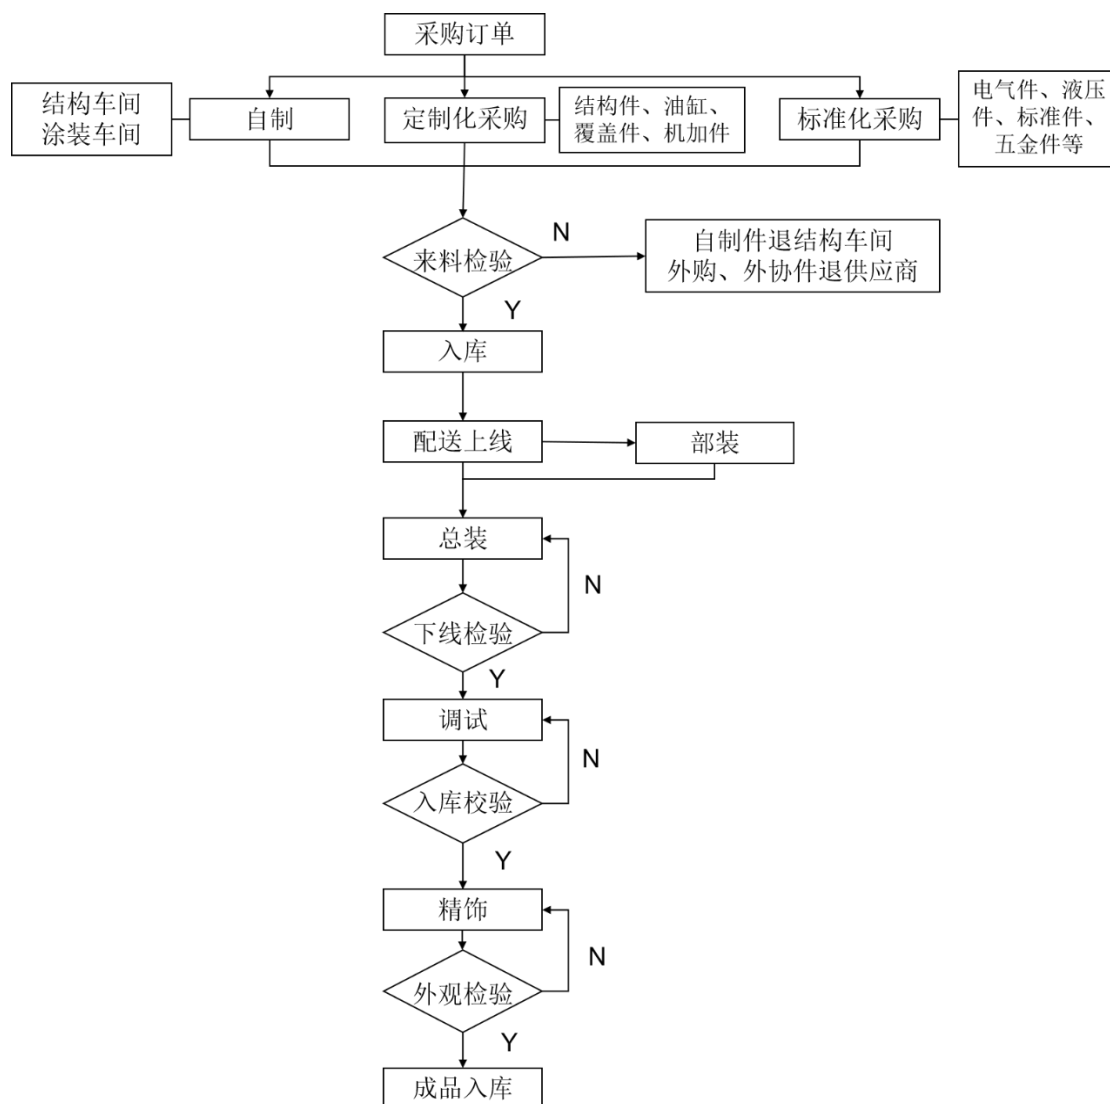 采购订单
结构车间
涂装车间
自制
定制化采购
结构件、油缸、
覆盖件、机加件
标准化采购
电气件、液压
件、标准件、
五金件等
来料检验
N
自制件退结构车间
外购、外协件退供应商
Y
入库
配送上线
部装
总装
N
下线检验
Y
调试
N
入库校验
Y
精饰
N
外观检验
Y
成品入库